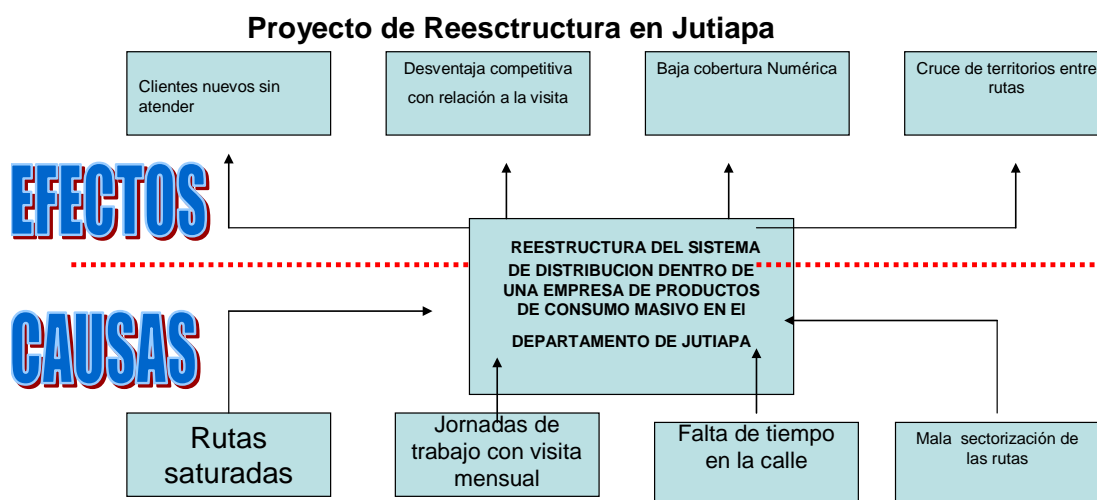 Proyecto de Reesctructura en Jutiapa
Clientes nuevos sin
atender
Desventaja competitiva
con relación a la visita
Baja cobertura Numérica
Cruce de territorios entre
rutas
EFECTOS
REESTRUCTURA DEL SISTEMA
DE DISTRIBUCION DENTRO DE
UNA EMPRESA DE PRODUCTOS
DE CONSUMO MASIVO EN El
DEPARTAMENTO DE JUTIAPA
CAUSAS
Rutas
saturadas
Jornadas de
trabajo con visita
mensual
Falta de tiempo
en la calle
Mala sectorización de
las rutas